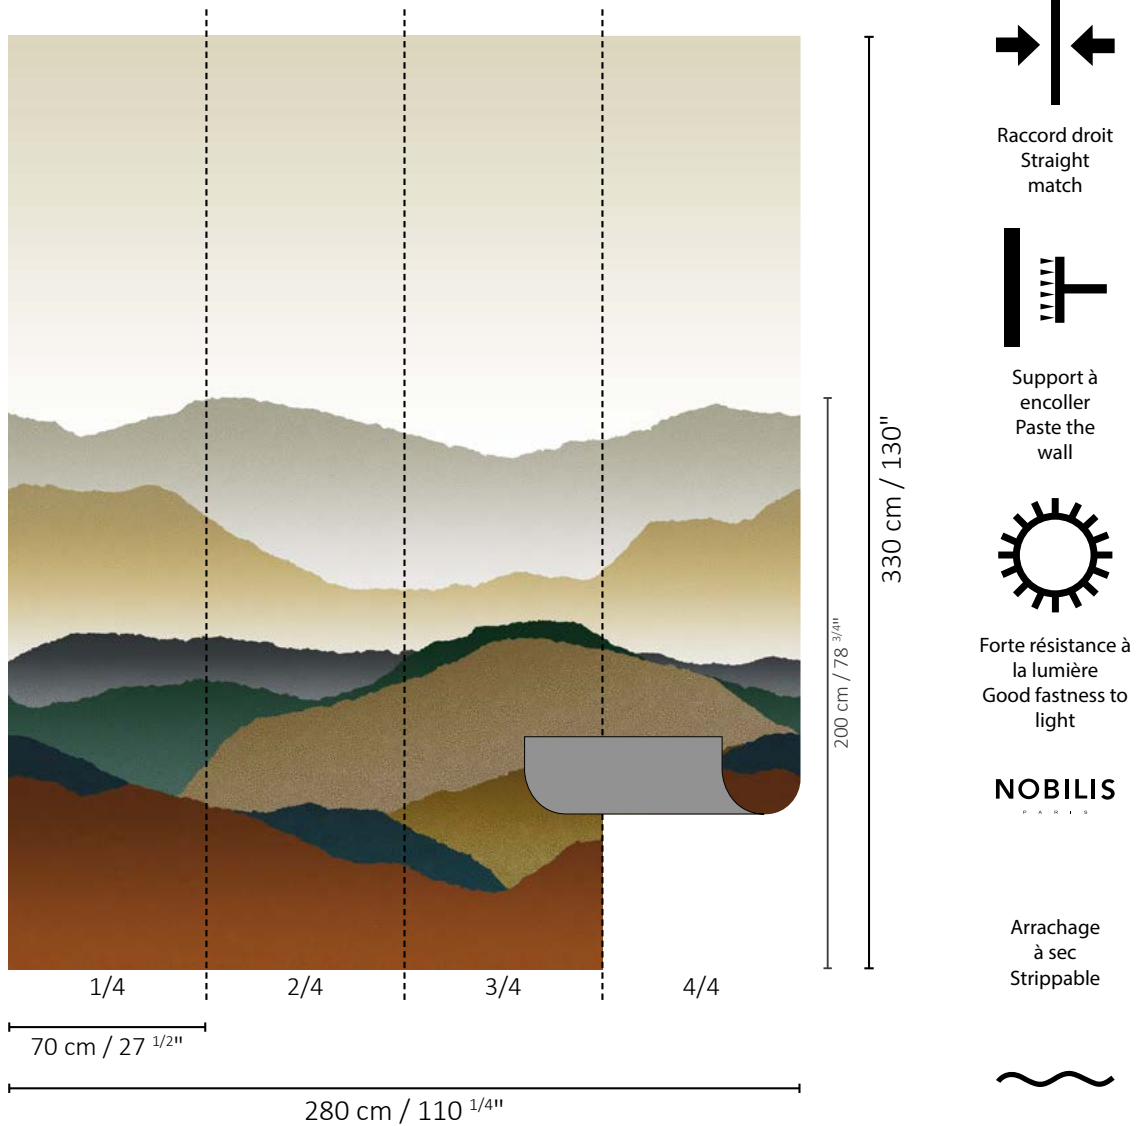 Raccord droit
Straight
match
Support à
encoller
Paste the
wall
Forte résistance à
la lumière
Good fastness to
light
NOBILIS
PARIS
Arrachage
à sec
Strippable
330 cm / 130"
200 cm / 78 3/4"
1/4 2/4 3/4 4/4
70 cm / 27 1/2"
280 cm / 110 1/4"